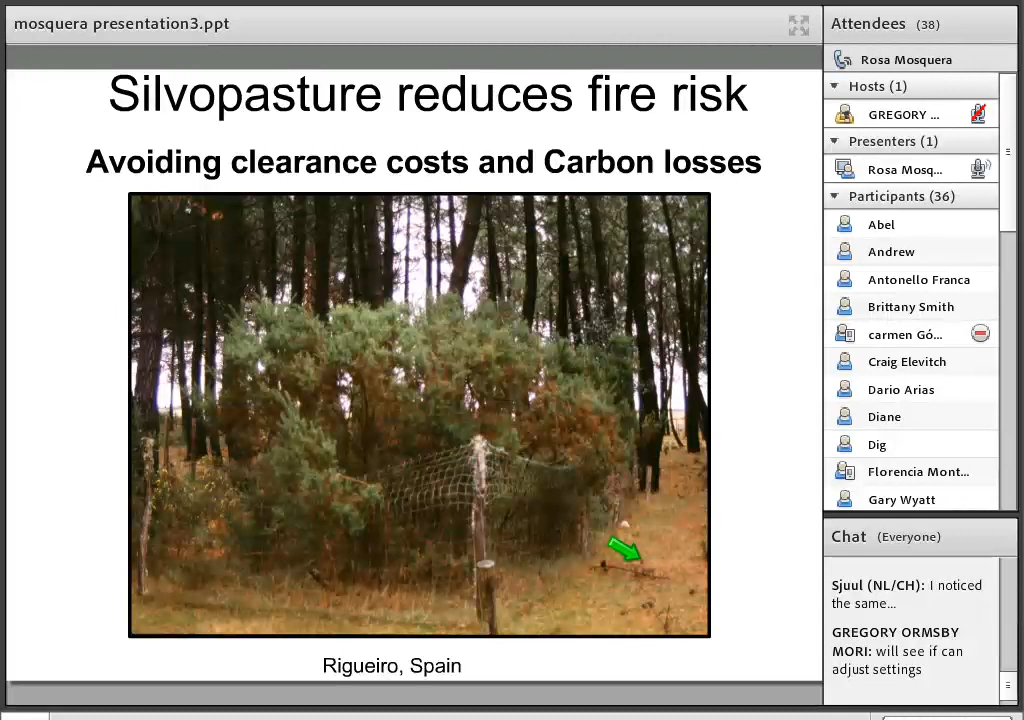 mosquera presentation3.ppt
Silvopasture reduces fire risk
Avoiding clearance costs and Carbon losses
Rigueiro, Spain
Attendees (38)
Rosa Mosquera
Hosts (1)
GREGORY ...
Presenters (1)
Rosa Mosq...
Participants (36)
Abel
Andrew
Antonello Franca
Brittany Smith
carmen Gó...
Craig Elevitch
Dario Arias
Diane
Dig
Florencia Mont...
Gary Wyatt
Chat (Everyone)
Sjuul (NL/CH): I noticed
the same...
GREGORY ORMSBY
MORI: will see if can
adjust settings